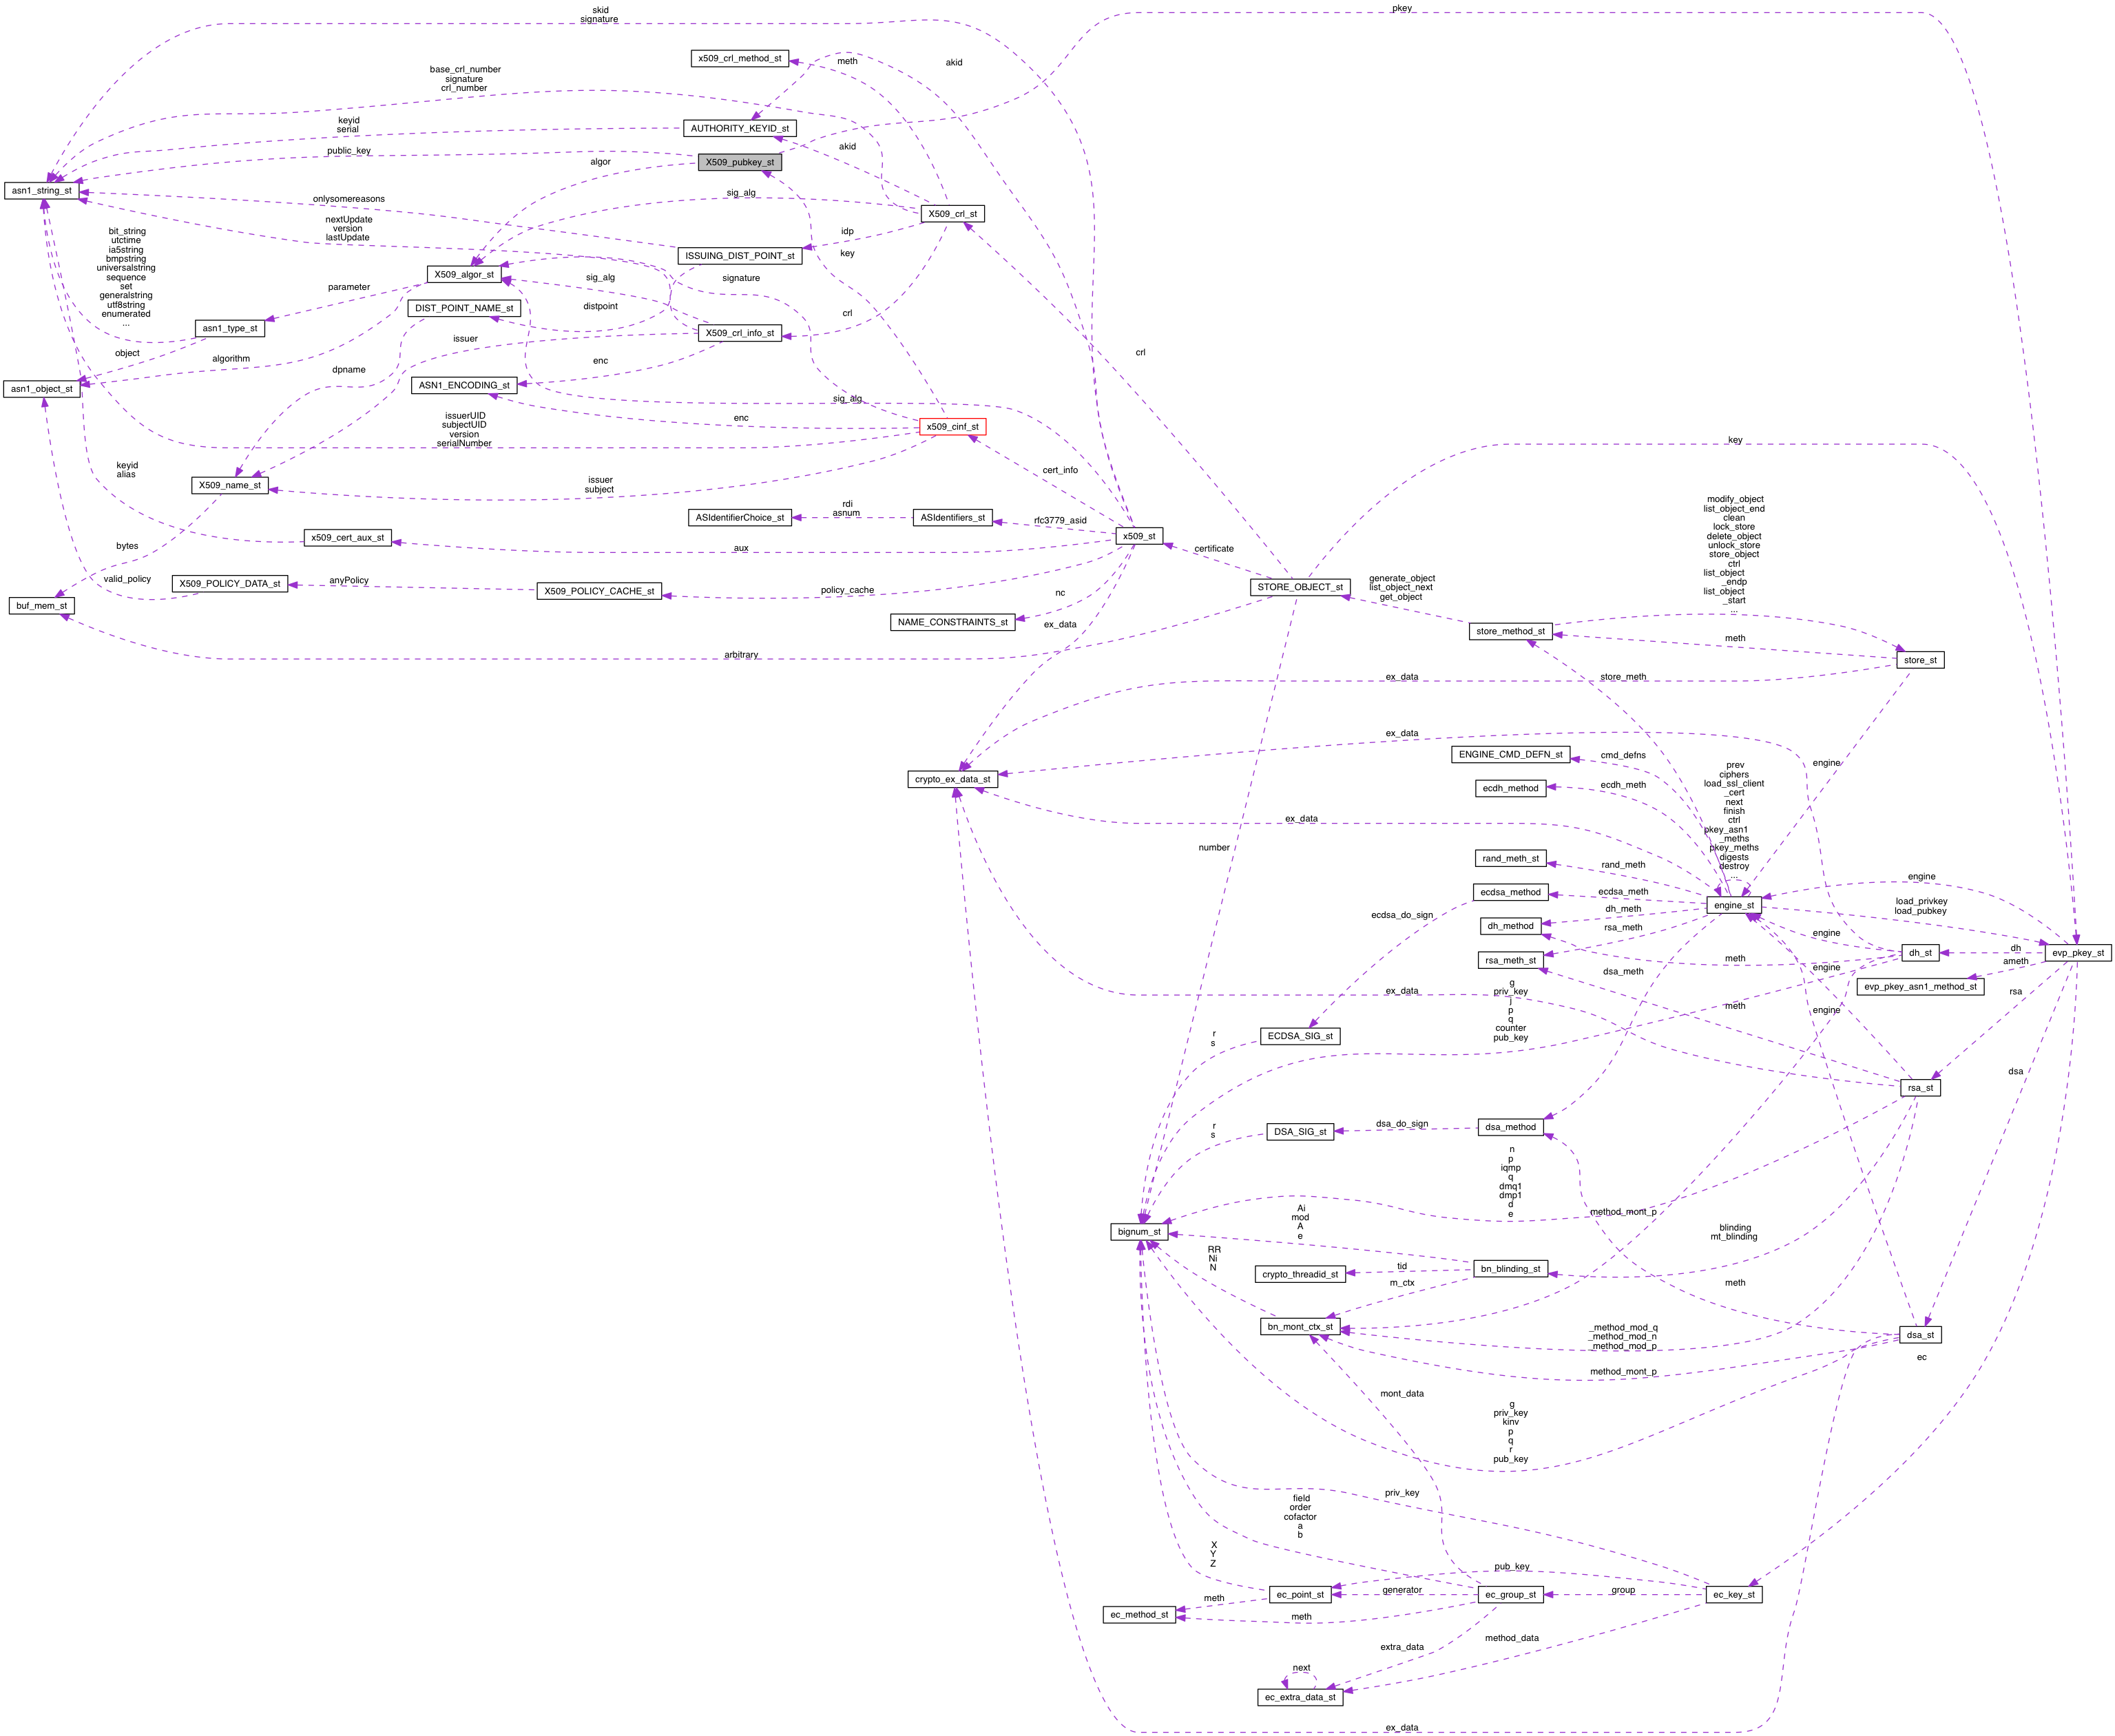 skid
signature
pkey
x509_crl_method_st
meth
akid
base_crl_number
signature
crl_number
keyid
serial
AUTHORITY_KEYID_st
public_key
algor
X509_pubkey_st
akid
asn1_string_st
onlysomereasons
sig_alg
X509_crl_st
nextUpdate
version
lastUpdate
idp
bit_string
utctime
ia5string
bmpstring
universalstring
sequence
set
generalstring
utf8string
enumerated
...
ISSUING_DIST_POINT_st
key
X509_algor_st
sig_alg
signature
parameter
DIST_POINT_NAME_st
distpoint
crl
asn1_type_st
X509_crl_info_st
issuer
object
algorithm
enc
crl
dpname
asn1_object_st
ASN1_ENCODING_st
sig_alg
issuerUID
subjectUID
version
serialNumber
enc
x509_cinf_st
key
keyid
alias
X509_name_st
issuer
subject
cert_info
modify_object
list_object_end
clean
lock_store
delete_object
unlock_store
store_object
ctrl
list_object
_endp
list_object
_start
...
ASIdentifierChoice_st
rdi
asnum
ASIdentifiers_st
rfc3779_asid
x509_cert_aux_st
x509_st
bytes
aux
certificate
valid_policy
X509_POLICY_DATA_st
anyPolicy
X509_POLICY_CACHE_st
policy_cache
STORE_OBJECT_st
generate_object
list_object_next
get_object
buf_mem_st
nc
NAME_CONSTRAINTS_st
ex_data
store_method_st
meth
arbitrary
store_st
ex_data
store_meth
ex_data
ENGINE_CMD_DEFN_st
cmd_defns
engine
crypto_ex_data_st
ecdh_method
ecdh_meth
prev
ciphers
load_ssl_client
_cert
next
finish
ctrl
pkey_asn1
_meths
pkey_meths
digests
destroy
...
ex_data
number
rand_meth_st
rand_meth
engine
ecdsa_method
ecdsa_meth
engine_st
load_privkey
load_pubkey
ecdsa_do_sign
dh_meth
dh_method
rsa_meth
engine
dh
dh_st
evp_pkey_st
rsa_meth_st
meth
ameth
dsa_meth
engine
evp_pkey_asn1_method_st
ex_data
g
priv_key
j
p
q
counter
pub_key
meth
engine
rsa
ECDSA_SIG_st
r
s
dsa
rsa_st
dsa_method
dsa_do_sign
DSA_SIG_st
r
s
n
p
iqmp
q
dmq1
dmp1
d
e
bignum_st
Ai
mod
A
e
method_mont_p
blinding
mt_blinding
RR
Ni
N
crypto_threadid_st
tid
bn_blinding_st
m_ctx
meth
bn_mont_ctx_st
_method_mod_q
_method_mod_n
_method_mod_p
dsa_st
ec
method_mont_p
mont_data
g
priv_key
kinv
p
q
r
pub_key
priv_key
field
order
cofactor
a
b
X
Y
Z
pub_key
ec_point_st
generator
ec_group_st
group
ec_key_st
ec_method_st
meth
meth
extra_data
method_data
next
ec_extra_data_st
ex_data